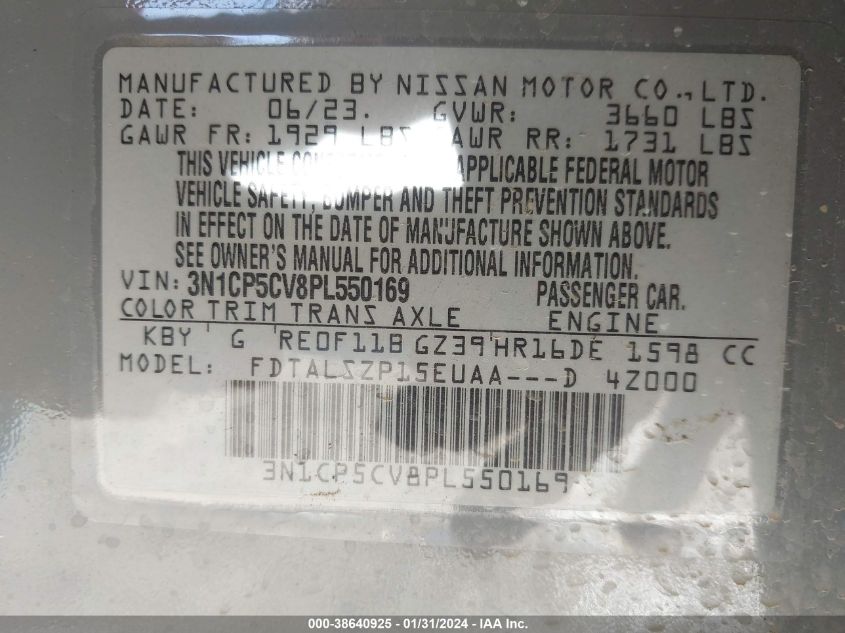 MANUFACTURED BY NISSAN MOTOR CO., LTD.
DATE: 06/23. GVWR: 3660 LBS
GAWR FR: 1929 LBS GAWR RR: 1731 LBS
THIS VEHICLE APPLICABLE FEDERAL MOTOR
VEHICLE SAFETY, BUMPER AND THEFT PREVENTION STANDARDS
IN EFFECT ON THE DATE OF MANUFACTURE SHOWN ABOVE.
SEE OWNER'S MANUAL FOR ADDITIONAL INFORMATION.
VIN: 3N1CP5CV8PL550169 PASSENGER CAR.
COLOR TRIM TRANS AXLE ENGINE
KBY G RE0F11B GZ39 HR16DE 1598 CC
MODEL: FDTALSZP15EUAA---D 4Z000
3N1CP5CV8PL550169
000-38640925 - 01/31/2024 - IAA Inc.